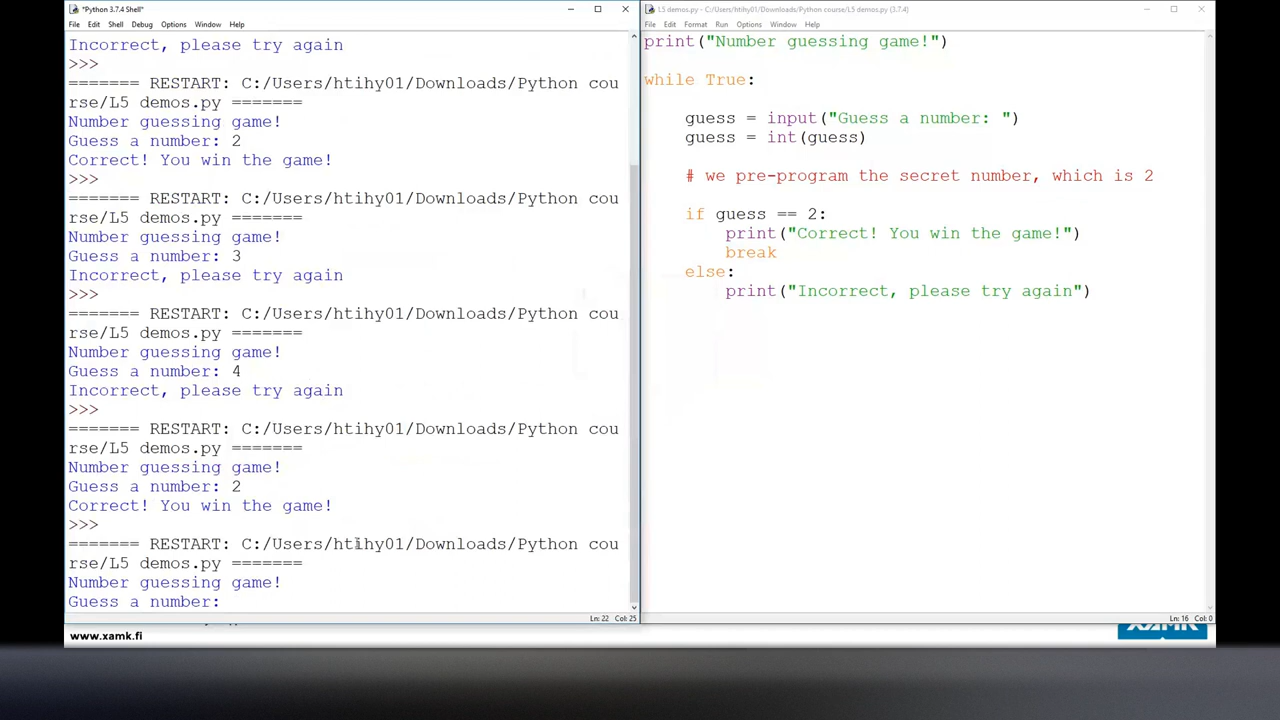 *Python 3.7.4 Shell*
File Edit Shell Debug Options Window Help
Incorrect, please try again
>>>
======= RESTART: C:/Users/htihy01/Downloads/Python cou
rse/L5 demos.py =======
Number guessing game!
Guess a number: 2
Correct! You win the game!
>>>
======= RESTART: C:/Users/htihy01/Downloads/Python cou
rse/L5 demos.py =======
Number guessing game!
Guess a number: 3
Incorrect, please try again
>>>
======= RESTART: C:/Users/htihy01/Downloads/Python cou
rse/L5 demos.py =======
Number guessing game!
Guess a number: 4
Incorrect, please try again
>>>
======= RESTART: C:/Users/htihy01/Downloads/Python cou
rse/L5 demos.py =======
Number guessing game!
Guess a number: 2
Correct! You win the game!
>>>
======= RESTART: C:/Users/htihy01/Downloads/Python cou
rse/L5 demos.py =======
Number guessing game!
Guess a number:
Ln: 22 Col: 25
L5 demos.py - C:/Users/htihy01/Downloads/Python course/L5 demos.py (3.7.4)
File Edit Format Run Options Window Help
print("Number guessing game!")
while True:
guess = input("Guess a number: ")
guess = int(guess)
# we pre-program the secret number, which is 2
if guess == 2:
print("Correct! You win the game!")
break
else:
print("Incorrect, please try again")
Ln: 16 Col: 0
www.xamk.fi